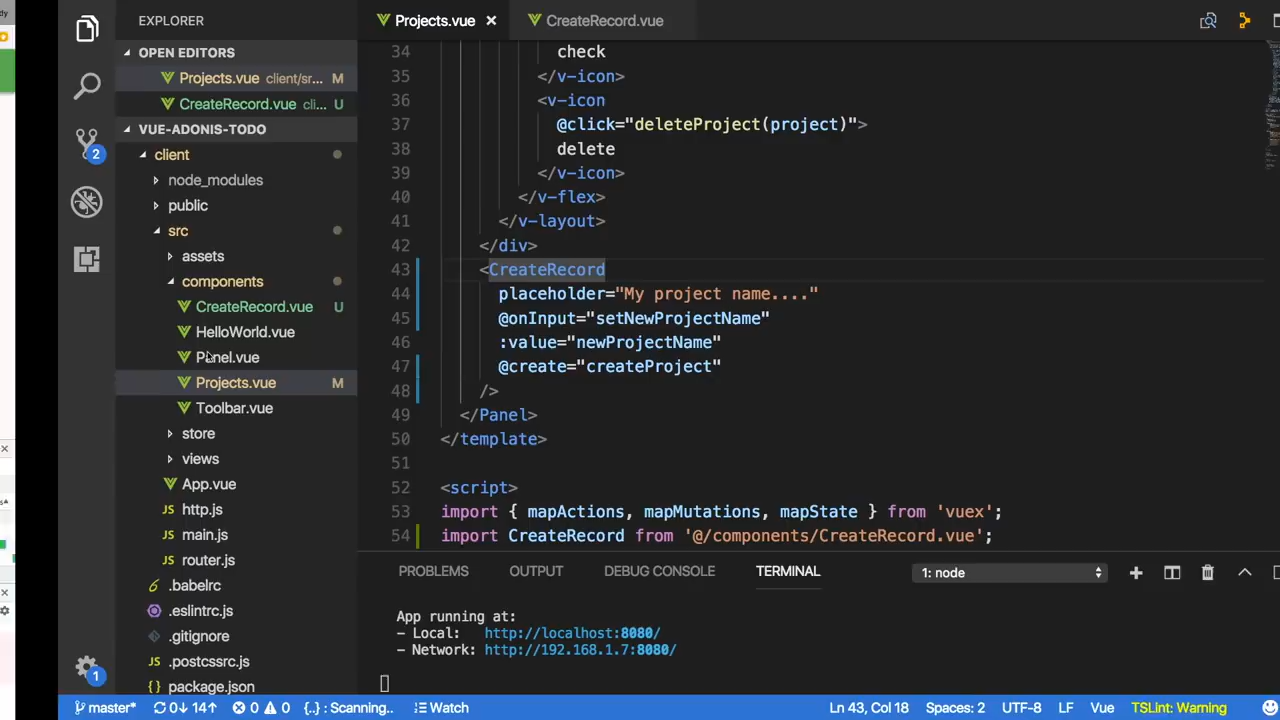 dy
EXPLORER
OPEN EDITORS
Projects.vue client/sr... M
CreateRecord.vue cli... U
VUE-ADONIS-TODO
client
node_modules
public
src
assets
components
CreateRecord.vue U
HelloWorld.vue
Panel.vue
Projects.vue M
Toolbar.vue
store
views
App.vue
http.js
main.js
router.js
.babelrc
.eslintrc.js
.gitignore
.postcssrc.js
package.json
2
1
Projects.vue
CreateRecord.vue
34 check
35 </v-icon>
36 <v-icon
37 @click="deleteProject(project)">
38 delete
39 </v-icon>
40 </v-flex>
41 </v-layout>
42 </div>
43 <CreateRecord
44 placeholder="My project name...."
45 @onInput="setNewProjectName"
46 :value="newProjectName"
47 @create="createProject"
48 />
49 </Panel>
50 </template>
51
52 <script>
53 import { mapActions, mapMutations, mapState } from 'vuex';
54 import CreateRecord from '@/components/CreateRecord.vue';
PROBLEMS OUTPUT DEBUG CONSOLE TERMINAL 1: node
App running at:
- Local: http://localhost:8080/
- Network: http://192.168.1.7:8080/
master* 0↓ 14↑ 0 0 {..} : Scanning.. Watch Ln 43, Col 18 Spaces: 2 UTF-8 LF Vue TSLint: Warning